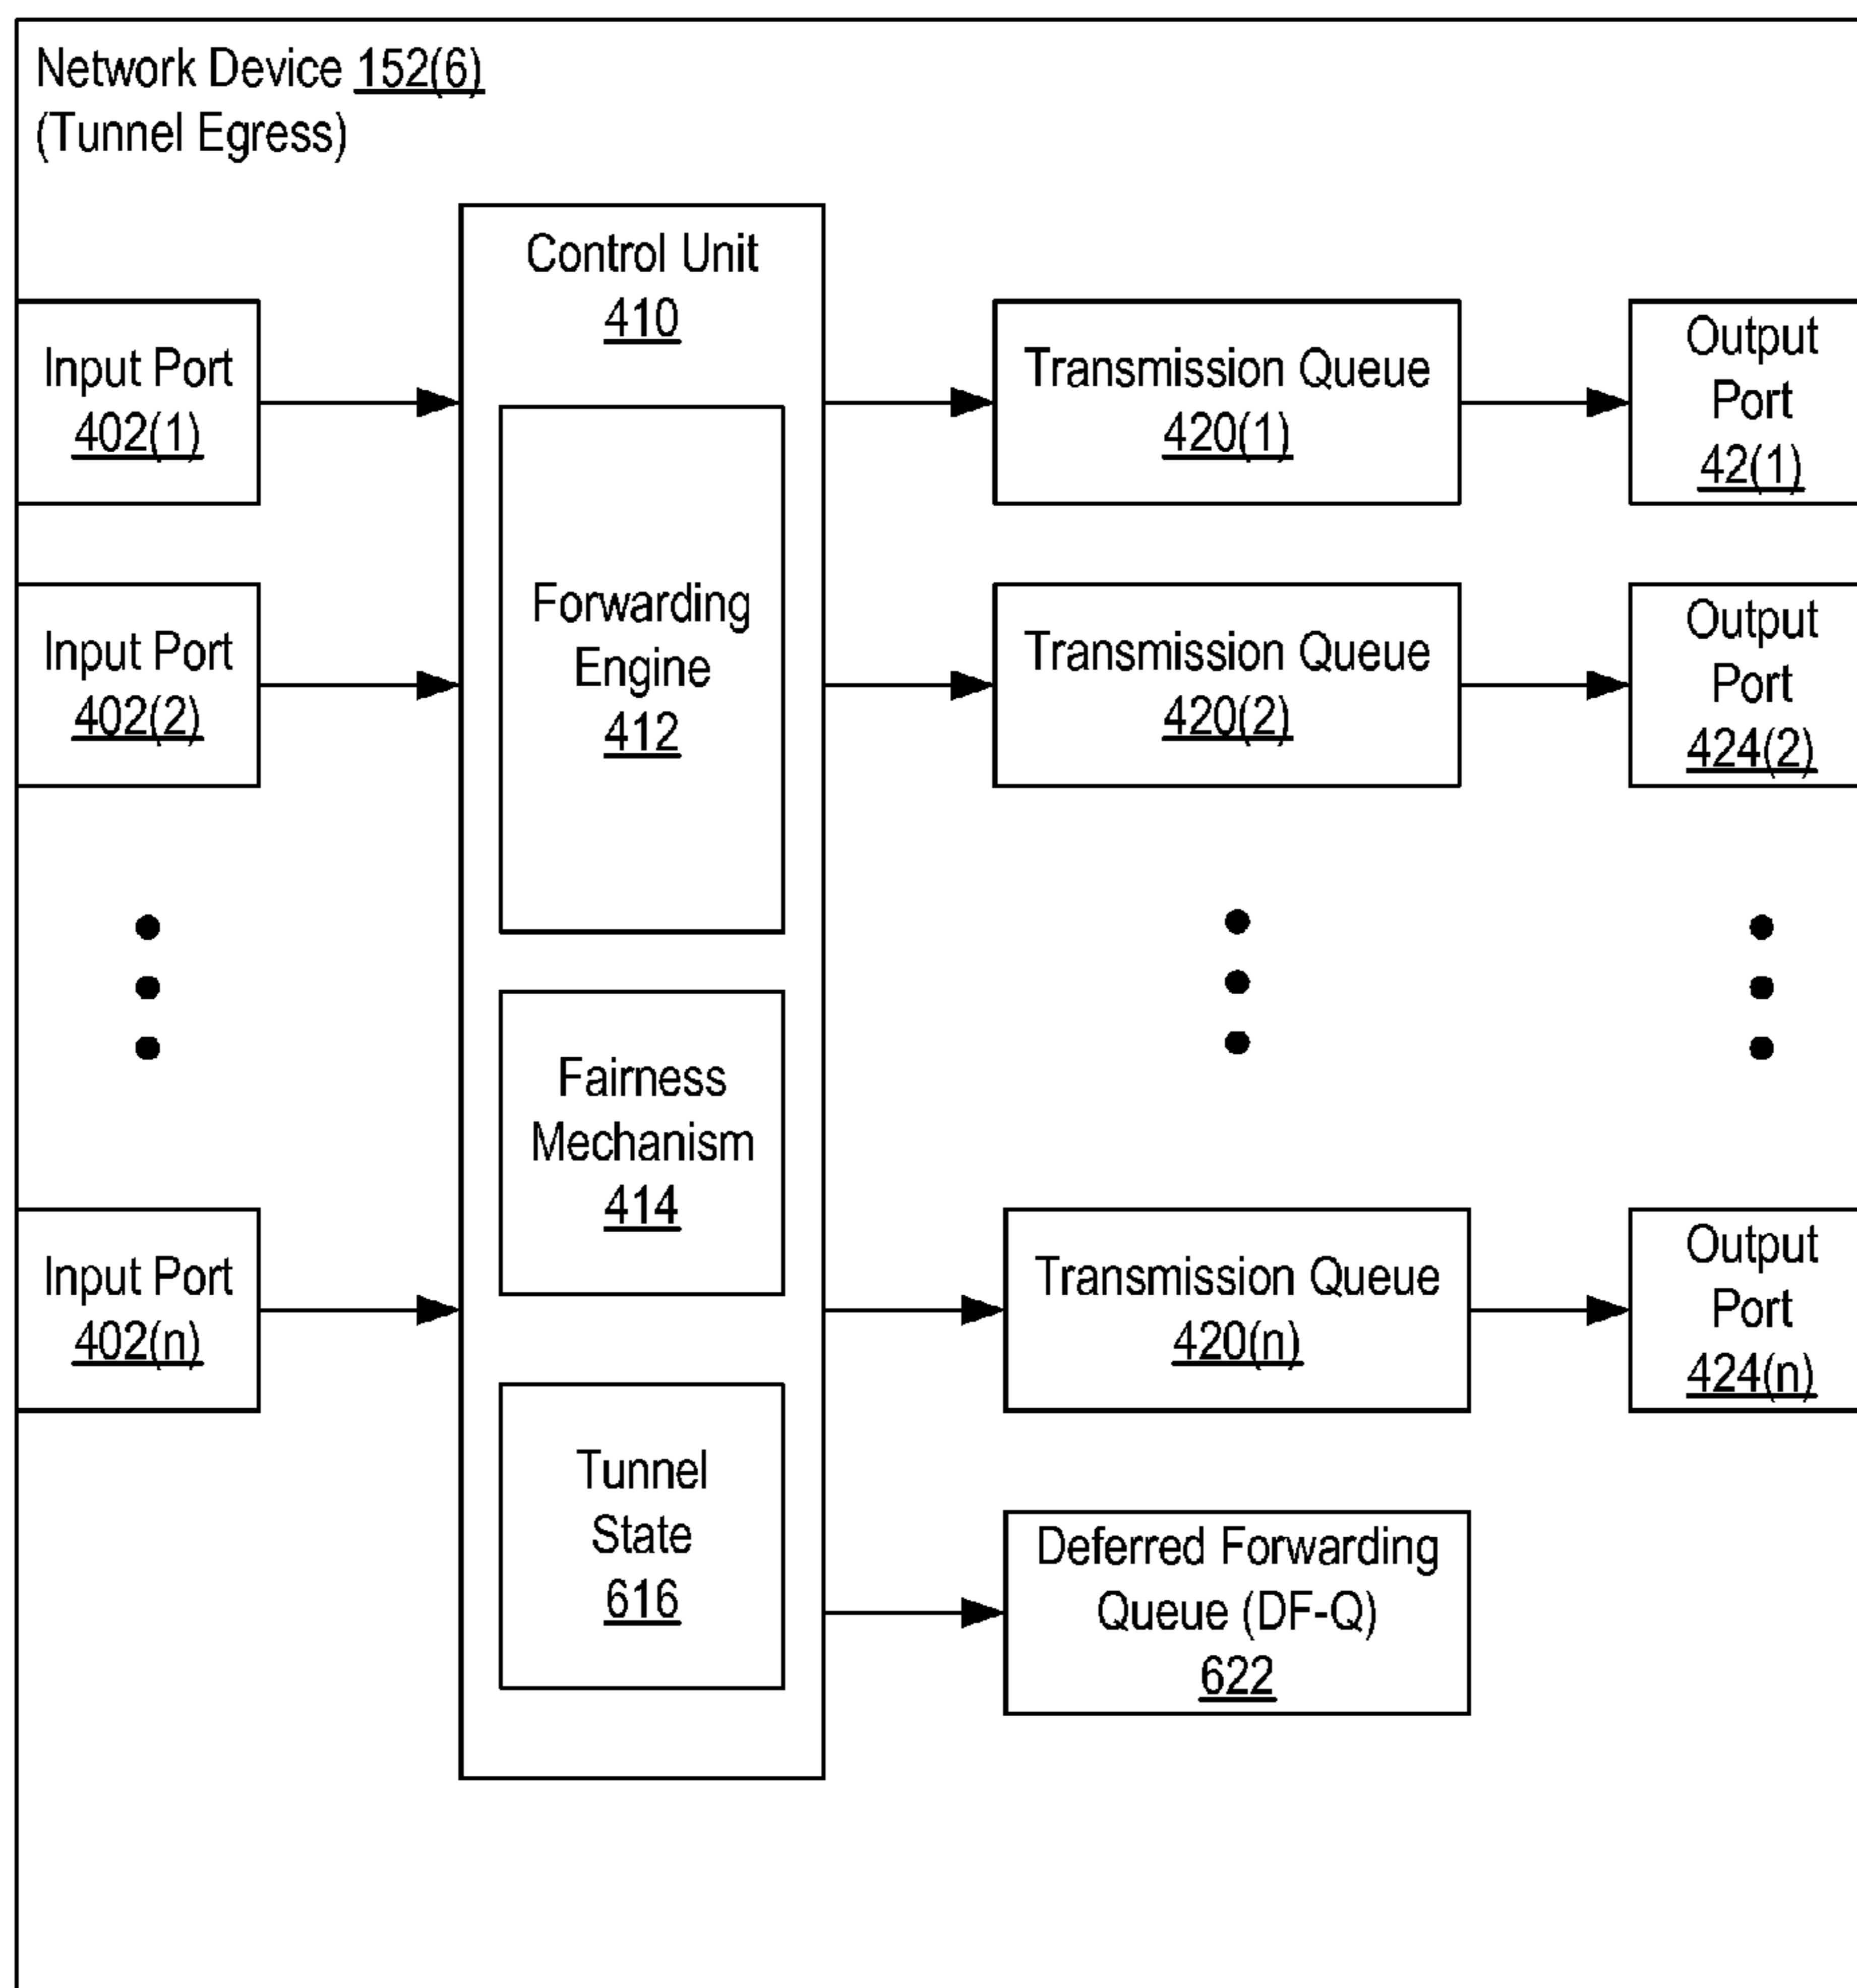 Network Device 152(6)
(Tunnel Egress)
Control Unit
410
Input Port
402(1)
Transmission Queue
420(1)
Output
Port
42(1)
Forwarding
Engine
412
Input Port
402(2)
Transmission Queue
420(2)
Output
Port
424(2)
Fairness
Mechanism
414
Input Port
402(n)
Transmission Queue
420(n)
Output
Port
424(n)
Tunnel
State
616
Deferred Forwarding
Queue (DF-Q)
622